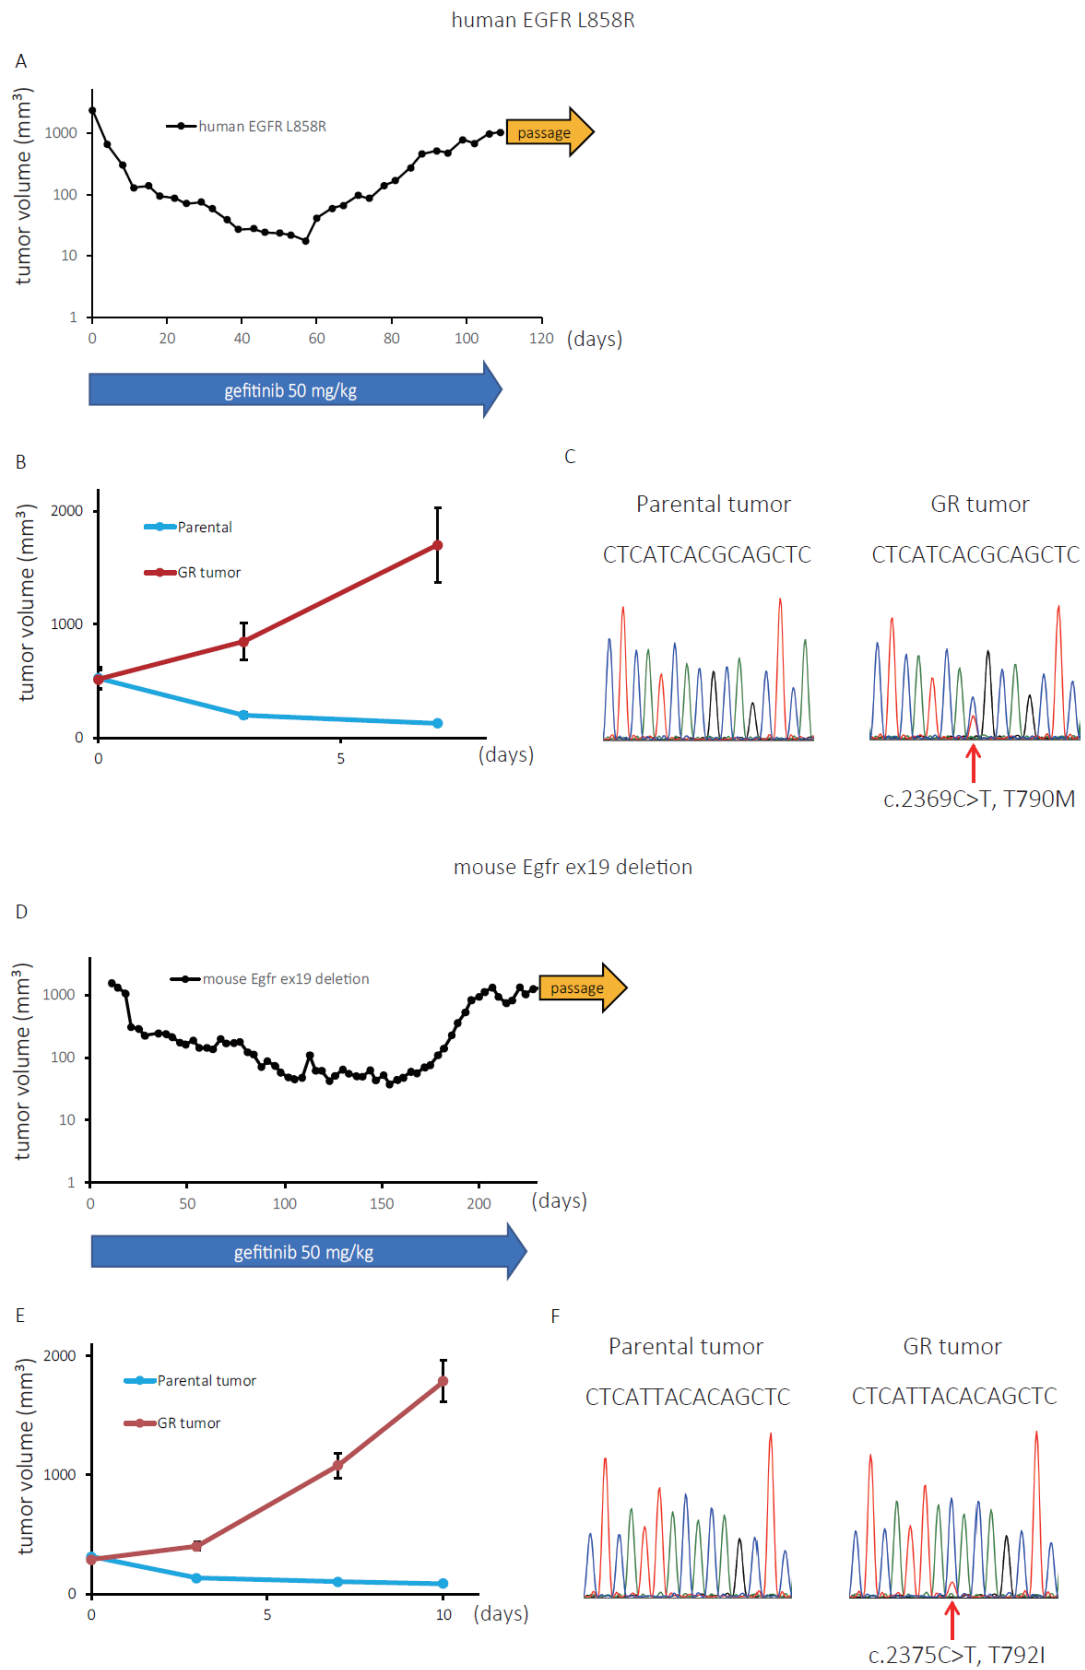 human EGFR L858R
A
tumor volume (mm³)
human EGFR L858R
passage
1000
100
10
1
0 20 40 60 80 100 120 (days)
gefitinib 50 mg/kg
B
tumor volume (mm³)
Parental
GR tumor
2000
1000
0
0 5 (days)
C
Parental tumor GR tumor
CTCATCACGCAGCTC CTCATCACGCAGCTC
c.2369C>T, T790M
mouse Egfr ex19 deletion
D
tumor volume (mm³)
mouse Egfr ex19 deletion
passage
1000
100
10
1
0 50 100 150 200 (days)
gefitinib 50 mg/kg
E
tumor volume (mm³)
Parental tumor
GR tumor
2000
1000
0
0 5 10 (days)
F
Parental tumor GR tumor
CTCATTACACAGCTC CTCATTACACAGCTC
c.2375C>T, T792I